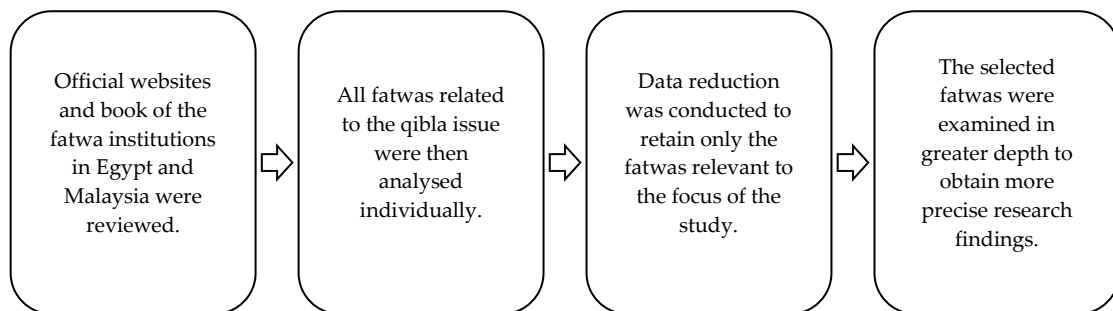 Official websites
and book of the
fatwa institutions
in Egypt and
Malaysia were
reviewed.
All fatwas related
to the qibla issue
were then
analysed
individually.
Data reduction
was conducted to
retain only the
fatwas relevant to
the focus of the
study.
The selected
fatwas were
examined in
greater depth to
obtain more
precise research
findings.